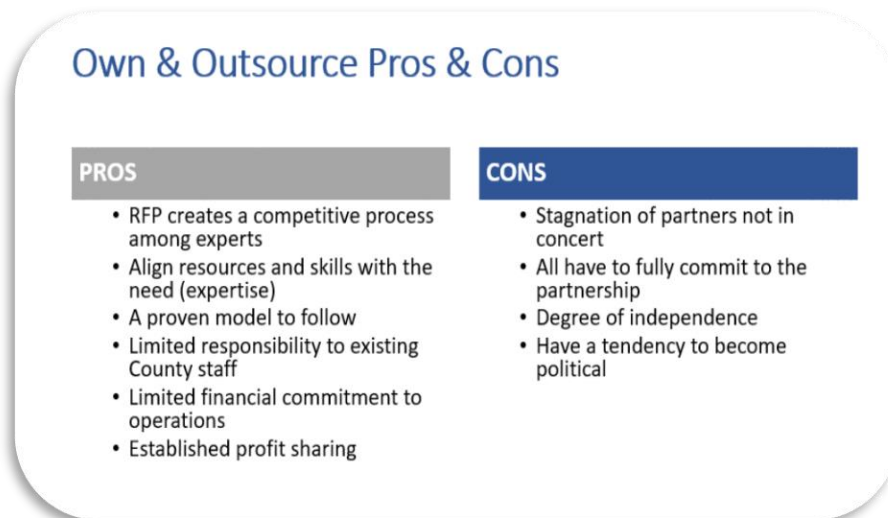 Own & Outsource Pros & Cons
PROS
• RFP creates a competitive process
among experts
• Align resources and skills with the
need (expertise)
• A proven model to follow
• Limited responsibility to existing
County staff
• Limited financial commitment to
operations
• Established profit sharing
CONS
• Stagnation of partners not in
concert
• All have to fully commit to the
partnership
• Degree of independence
• Have a tendency to become
political